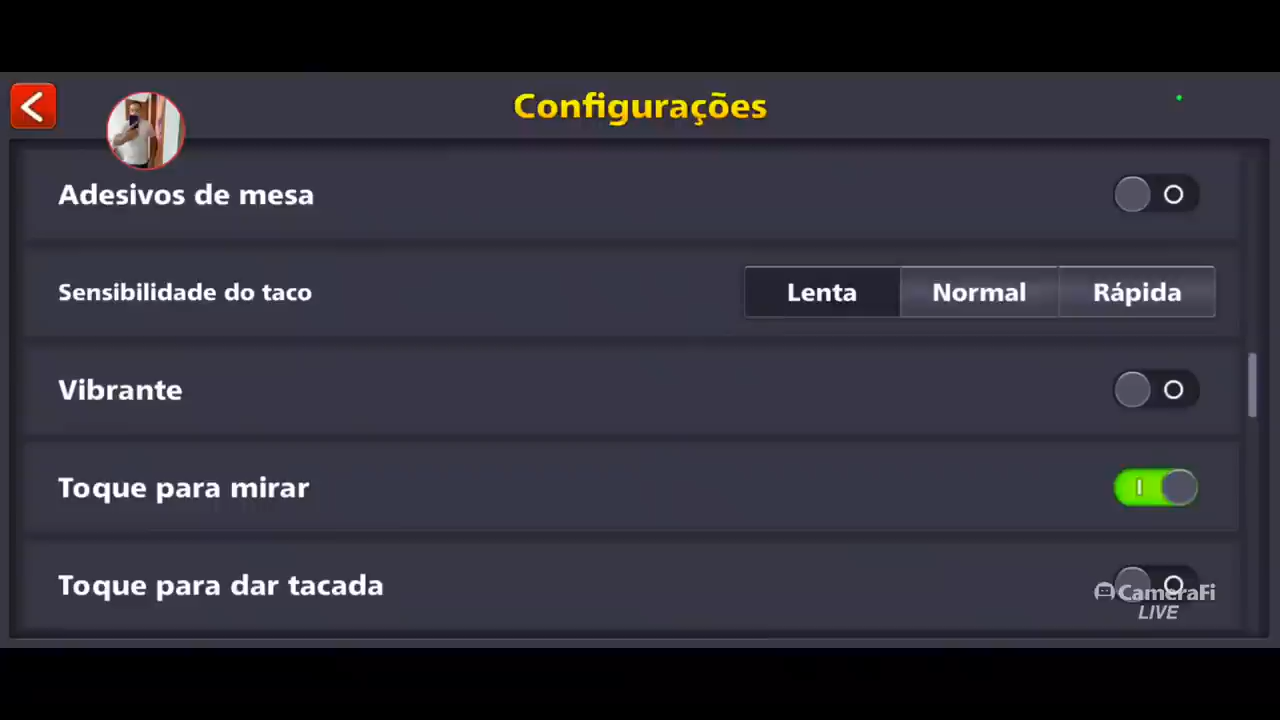 Configurações
Adesivos de mesa
Sensibilidade do taco
Lenta Normal Rápida
Vibrante
Toque para mirar
Toque para dar tacada
CameraFi
LIVE